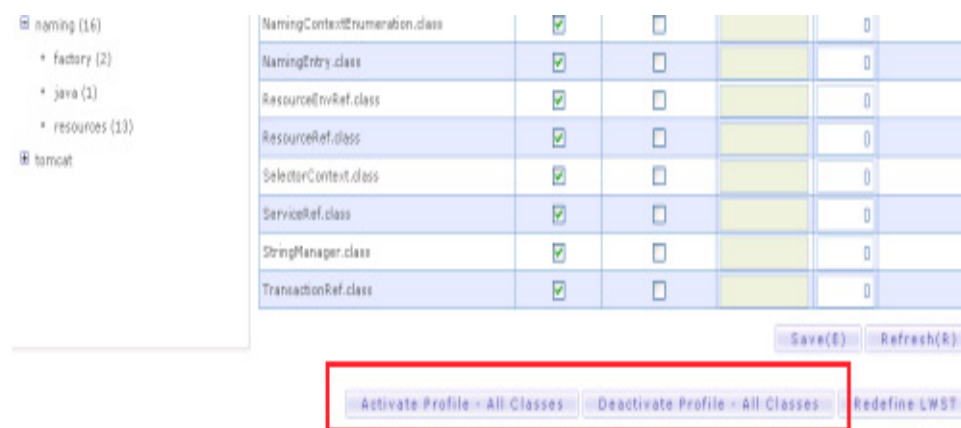 naming (16)
factory (2)
java (1)
resources (13)
tomcat
NamingContextEnumeration.class 0
NamingEntry.class 0
ResourceEnvRef.class 0
ResourceRef.class 0
SelectorContext.class 0
ServiceRef.class 0
StringManager.class 0
TransactionRef.class 0
Save(E) Refresh(R)
Activate Profile - All Classes Deactivate Profile - All Classes Redefine LWST